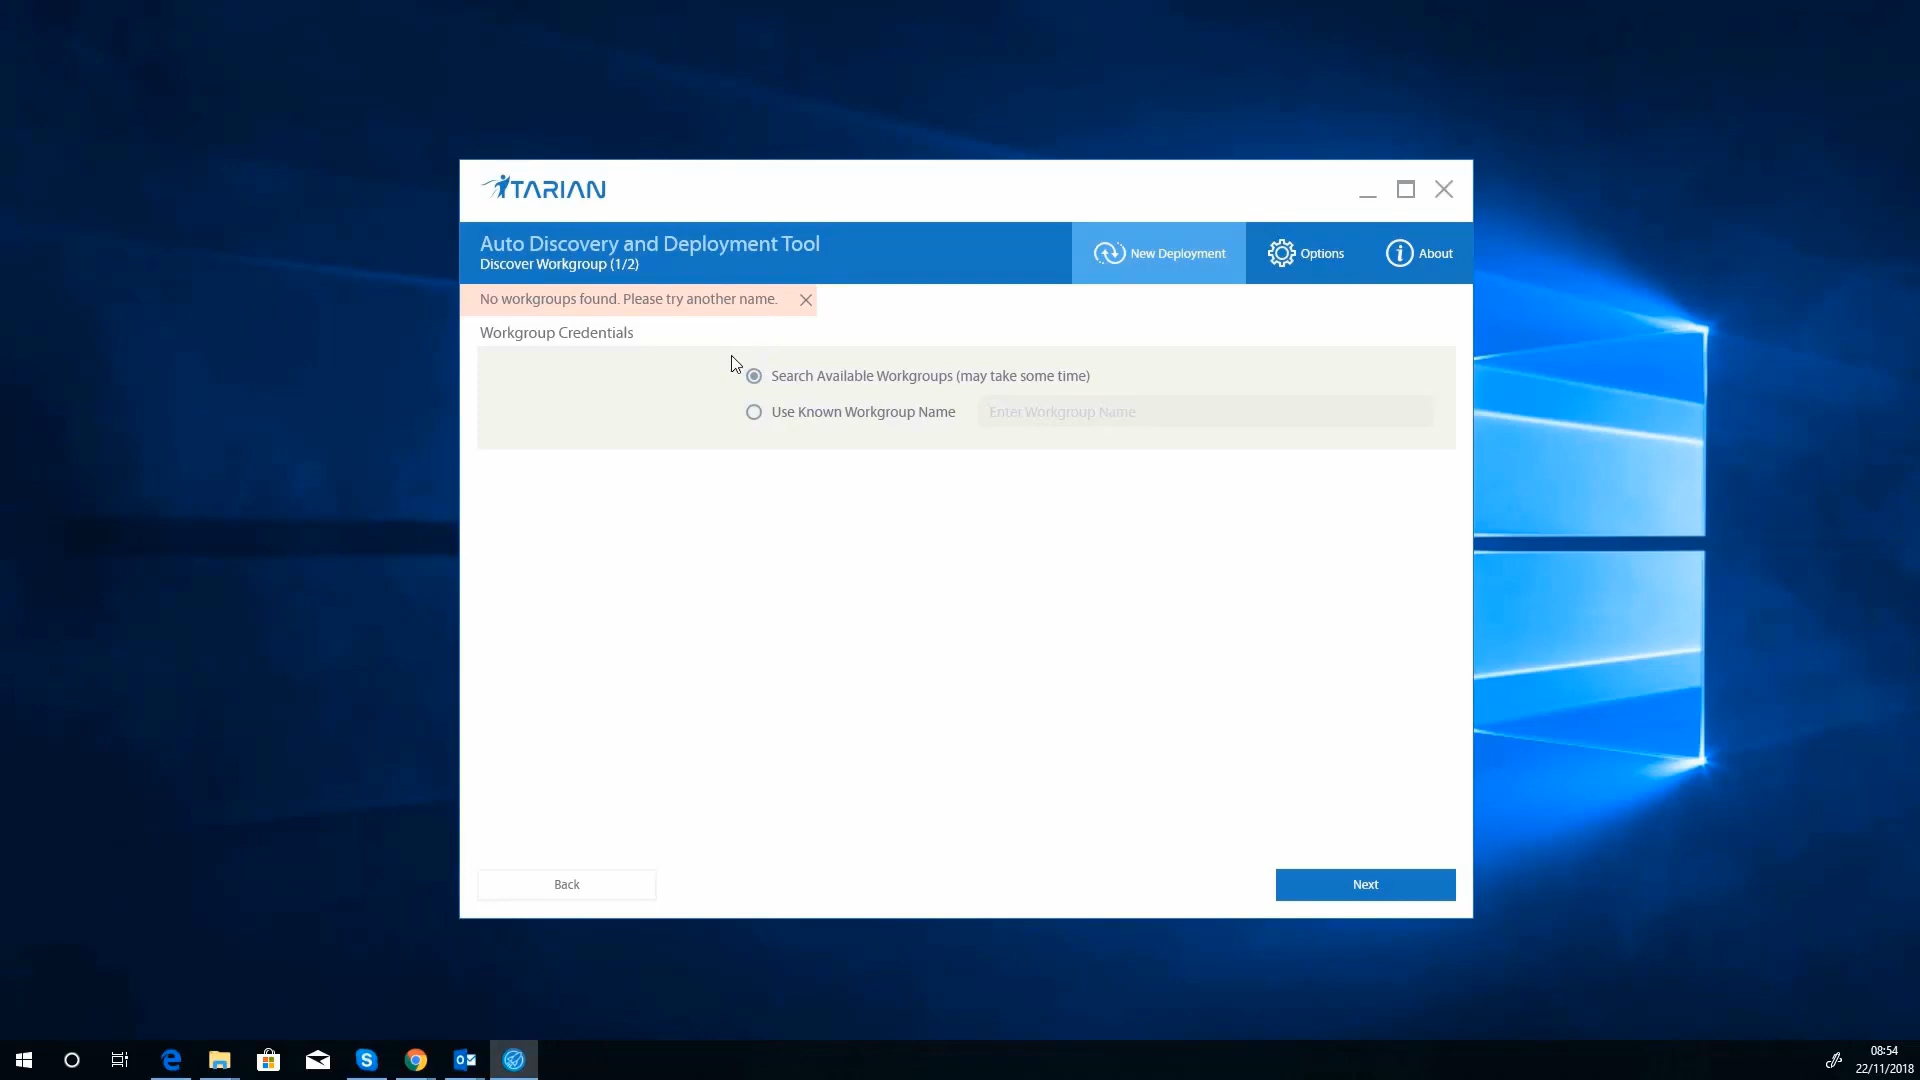 ITARIAN
Auto Discovery and Deployment Tool
Discover Workgroup (1/2)
New Deployment
Options
About
No workgroups found. Please try another name.
Workgroup Credentials
Search Available Workgroups (may take some time)
Use Known Workgroup Name
Enter Workgroup Name
Back
Next
08:54
22/11/2018